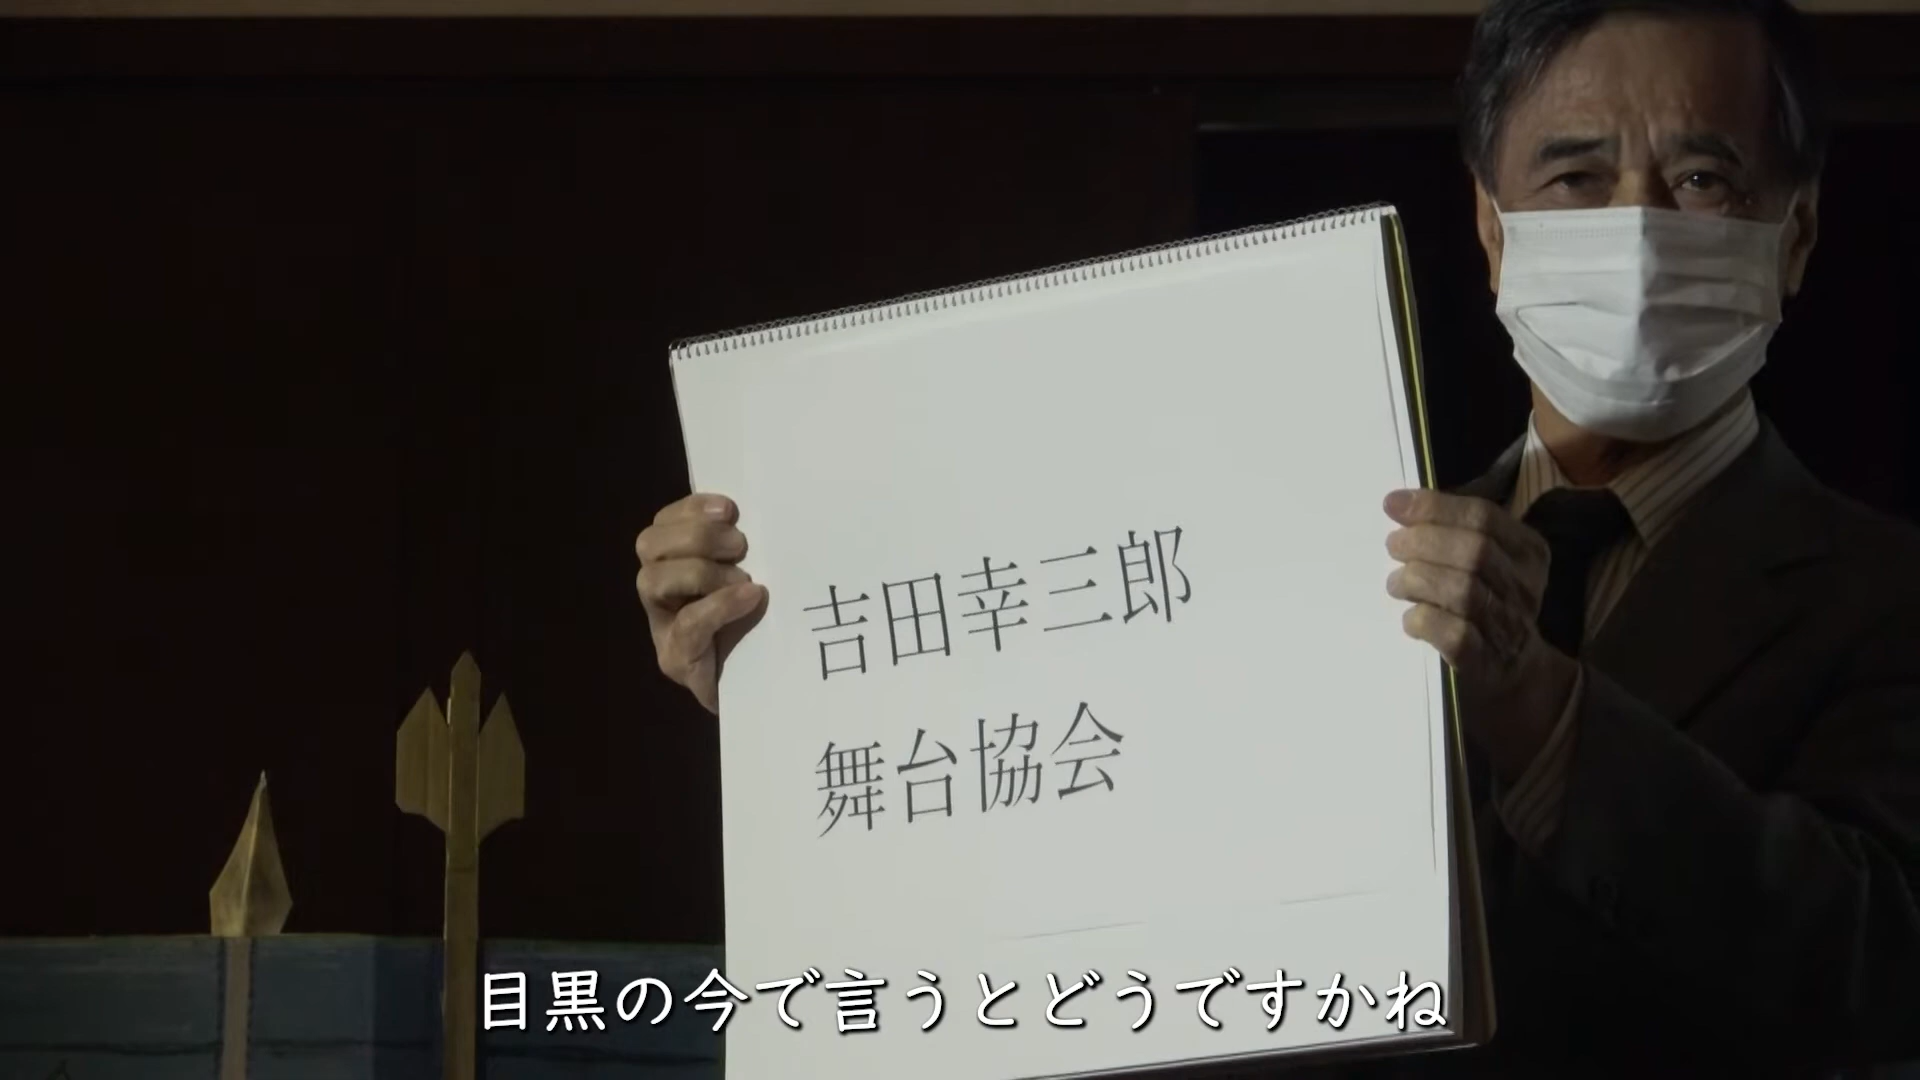 吉田幸三郎
舞台協会
目黒の今で言うとどうですかね